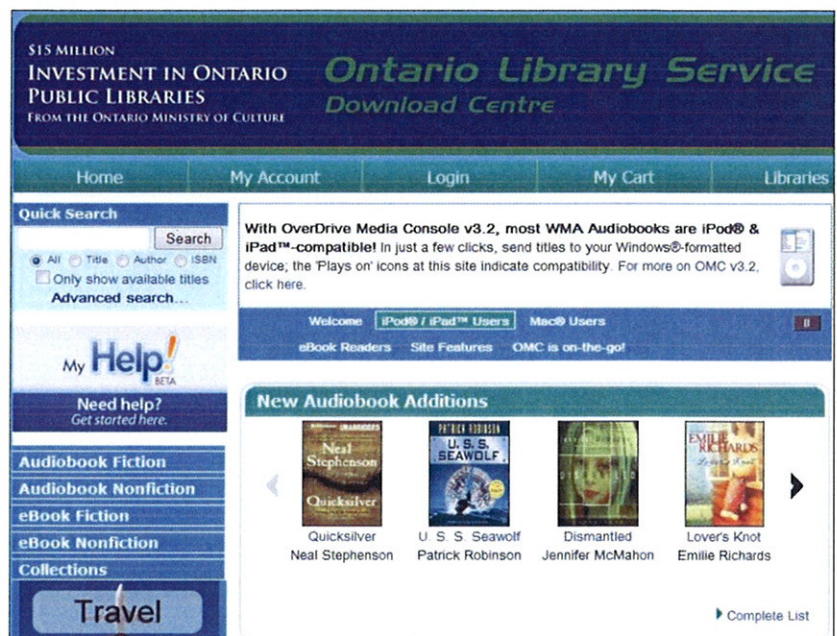 $15 MILLION
INVESTMENT IN ONTARIO
PUBLIC LIBRARIES
FROM THE ONTARIO MINISTRY OF CULTURE
Ontario Library Service
Download Centre
Home My Account Login My Cart Libraries
Quick Search
Search
All Title Author ISBN
Only show available titles
Advanced search...
My Help!
BETA
Need help?
Get started here.
Audiobook Fiction
Audiobook Nonfiction
eBook Fiction
eBook Nonfiction
Collections
Travel
With OverDrive Media Console v3.2, most WMA Audiobooks are iPod® &
iPad™-compatible! In just a few clicks, send titles to your Windows®-formatted
device; the 'Plays on' icons at this site indicate compatibility. For more on OMC v3.2,
click here.
Welcome iPod® / iPad™ Users Mac® Users
eBook Readers Site Features OMC is on-the-go!
New Audiobook Additions
UNABRIDGED
Neal
Stephenson
Quicksilver
PATRICK ROBINSON
U. S. S.
SEAWOLF
EMILIE
RICHARDS
Lover's Knot
Quicksilver
Neal Stephenson
U. S. S. Seawolf
Patrick Robinson
Dismantled
Jennifer McMahon
Lover's Knot
Emilie Richards
Complete List